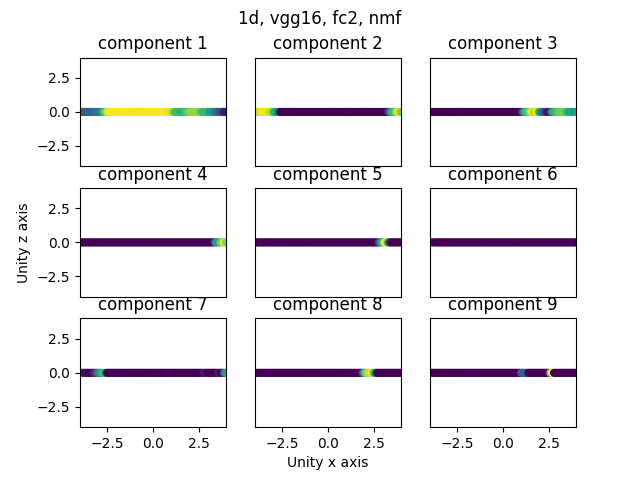 1d, vgg16, fc2, nmf
component 1
component 2
component 3
2.5
0.0
−2.5
component 4
component 5
component 6
2.5
0.0
−2.5
Unity z axis
component 7
component 8
component 9
2.5
0.0
−2.5
−2.5 0.0 2.5
−2.5 0.0 2.5
−2.5 0.0 2.5
Unity x axis